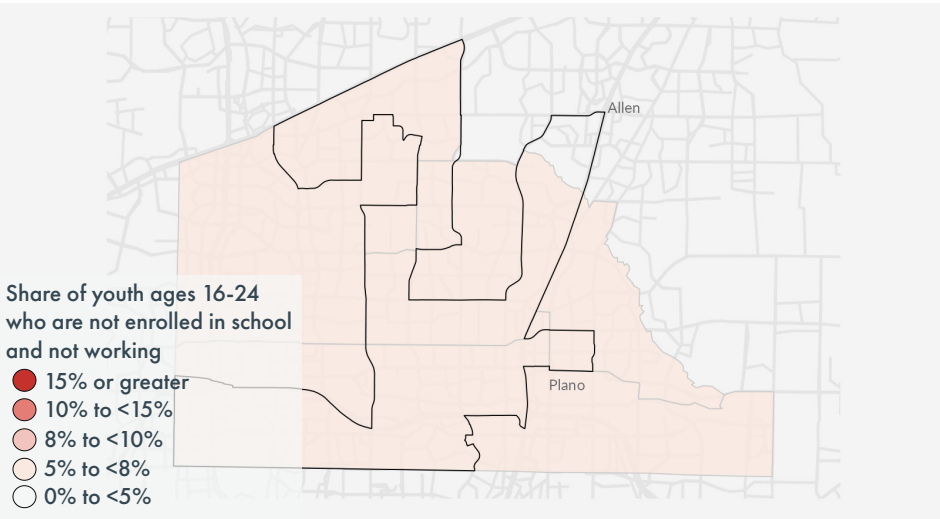 Allen
Share of youth ages 16-24
who are not enrolled in school
and not working
15% or greater
10% to <15%
8% to <10%
5% to <8%
0% to <5%
Plano